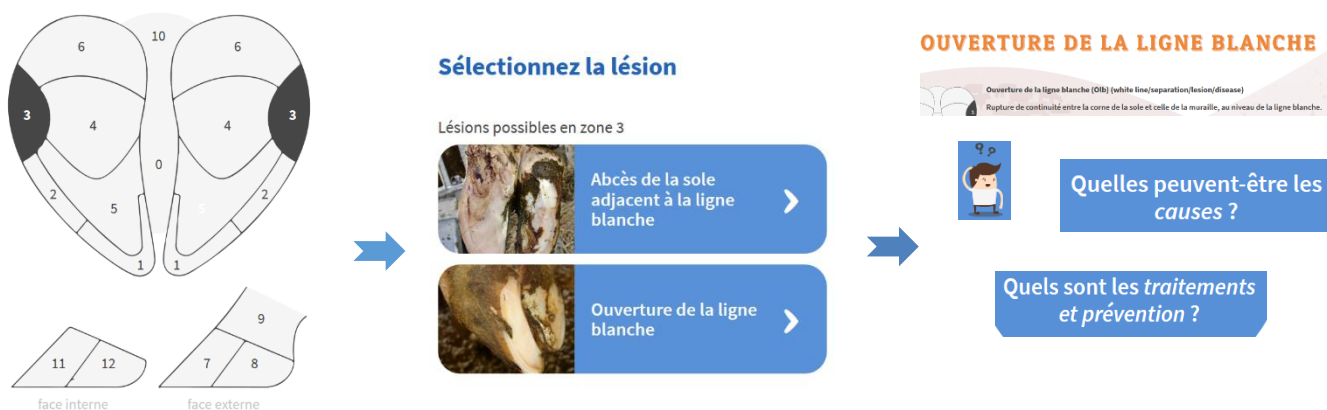 6
10
6
3
4
4
3
0
2
5
5
2
1
1
9
11
12
7
8
face interne
face externe
Sélectionnez la lésion
Lésions possibles en zone 3
Abcès de la sole
adjacent à la ligne
blanche
Ouverture de la ligne
blanche
OUVERTURE DE LA LIGNE BLANCHE
Ouverture de la ligne blanche (Olb) (white line/separation/lesion/disease)
Rupture de continuité entre la corne de la sole et celle de la muraille, au niveau de la ligne blanche.
3
??
Quelles peuvent-être les
causes ?
Quels sont les traitements
et prévention ?